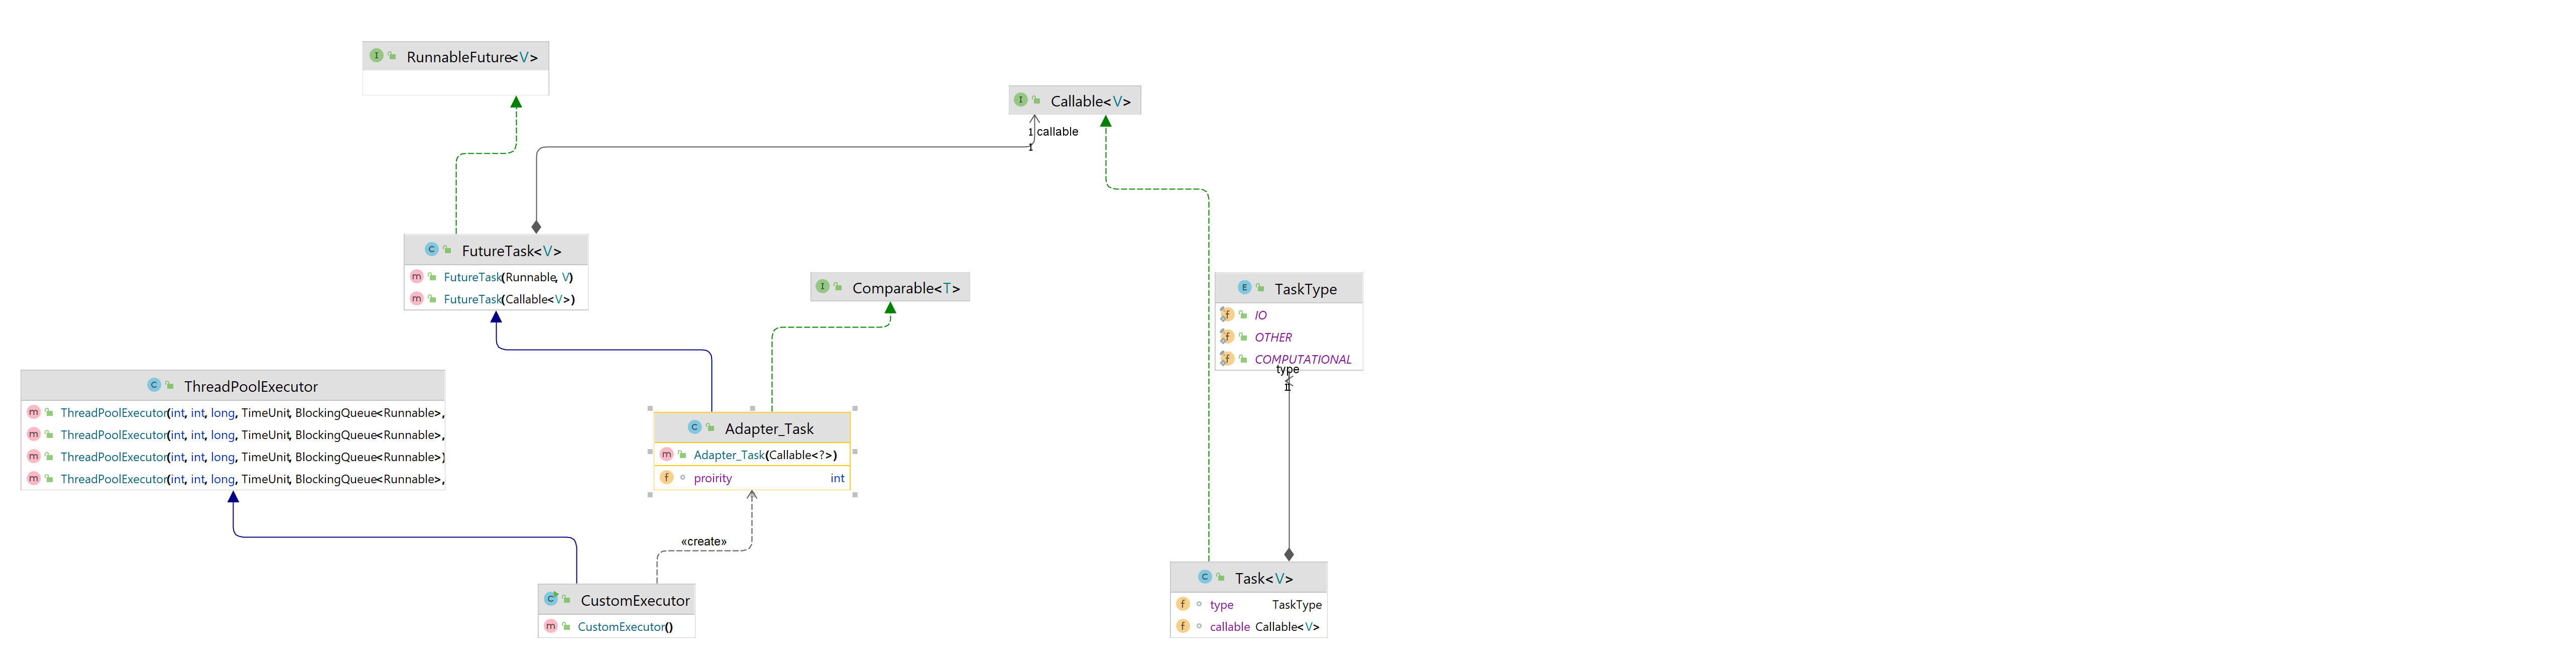 RunnableFuture<V>
Callable<V>
1 callable
1
FutureTask<V>
FutureTask(Runnable, V)
FutureTask(Callable<V>)
Comparable<T>
TaskType
IO
OTHER
COMPUTATIONAL
type
1
ThreadPoolExecutor
ThreadPoolExecutor(int, int, long, TimeUnit, BlockingQueue<Runnable>,
ThreadPoolExecutor(int, int, long, TimeUnit, BlockingQueue<Runnable>,
ThreadPoolExecutor(int, int, long, TimeUnit, BlockingQueue<Runnable>)
ThreadPoolExecutor(int, int, long, TimeUnit, BlockingQueue<Runnable>,
Adapter_Task
Adapter_Task(Callable<?>)
proirity int
«create»
CustomExecutor
CustomExecutor()
Task<V>
type TaskType
callable Callable<V>